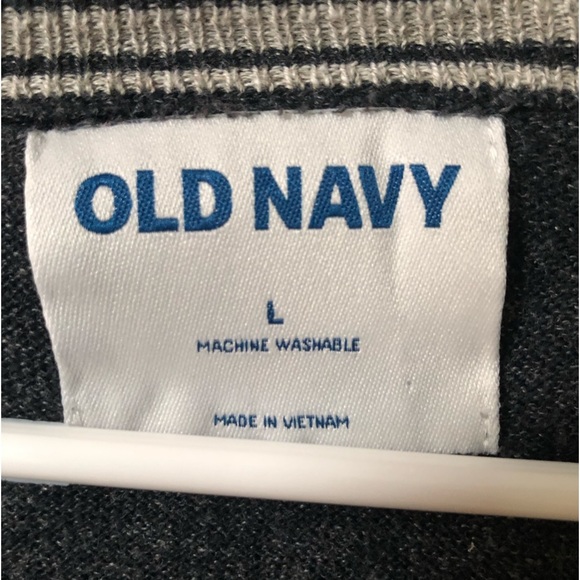 OLD NAVY
L
MACHINE WASHABLE
MADE IN VIETNAM